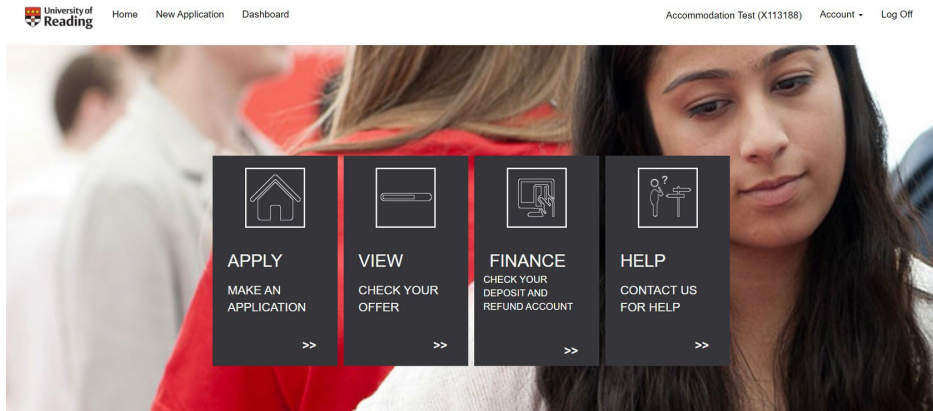 University of
Reading
Home
New Application
Dashboard
Accommodation Test (X113188)
Account
Log Off
APPLY
MAKE AN
APPLICATION
>>
VIEW
CHECK YOUR
OFFER
>>
FINANCE
CHECK YOUR
DEPOSIT AND
REFUND ACCOUNT
>>
?
HELP
CONTACT US
FOR HELP
>>